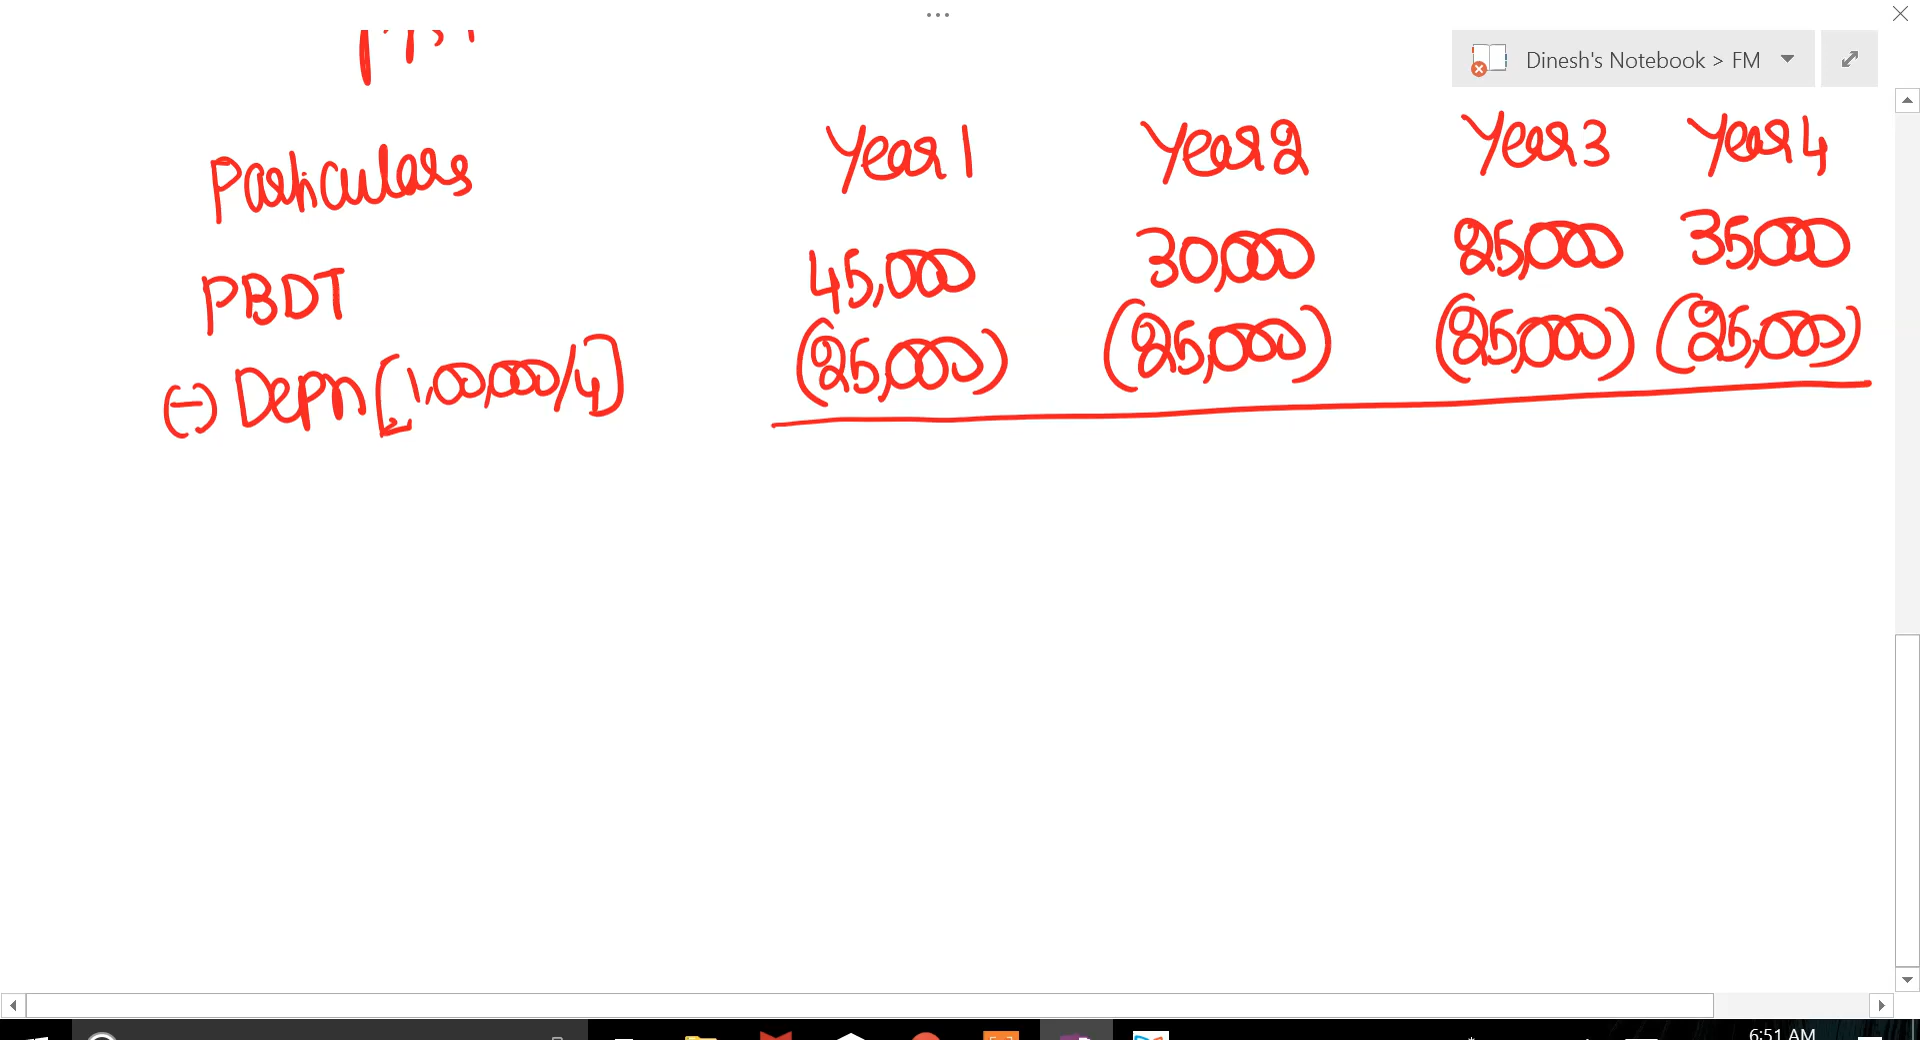 Dinesh's Notebook > FM
Particulars Year 1 Year 2 Year 3 Year 4
PBDT 45,000 30,000 25,000 35,000
(-) Depn [1,00,000/4] (25,000) (25,000) (25,000) (25,000)
6:51 AM